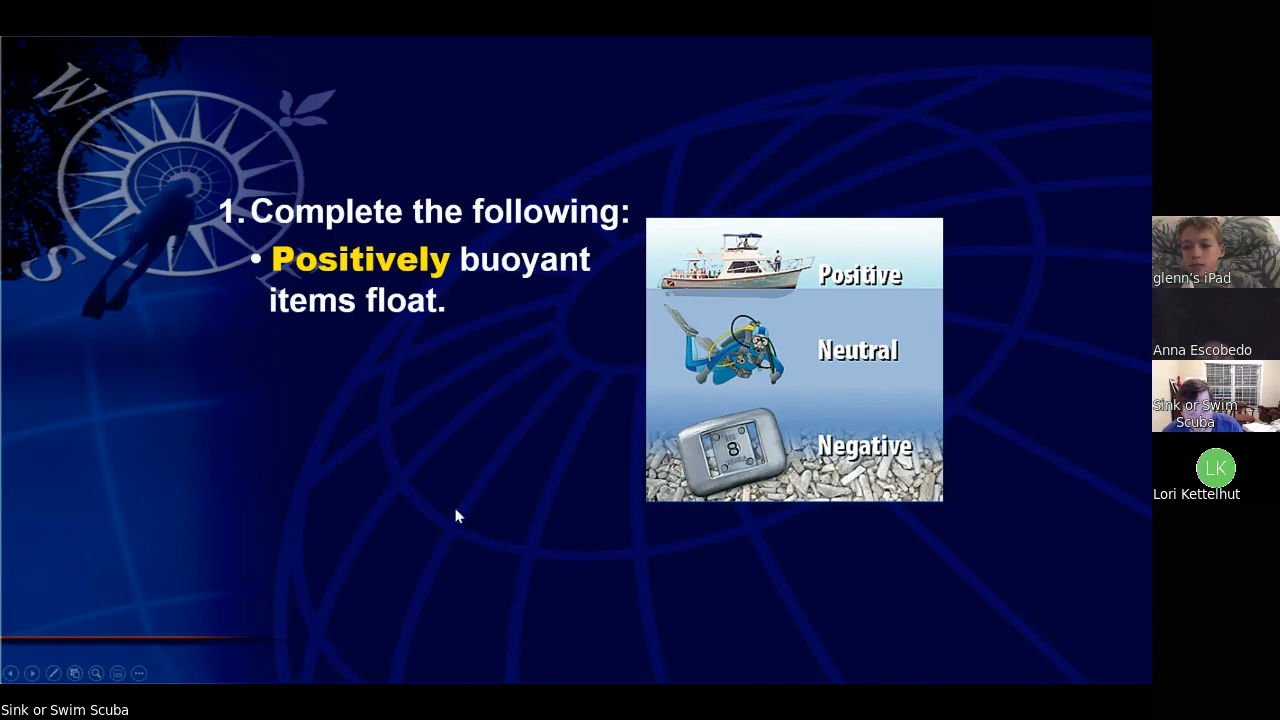 W
S
1. Complete the following:
• Positively buoyant
items float.
Positive
Neutral
8
Negative
glenn's iPad
Anna Escobedo
Sink or Swim
Scuba
LK
Lori Kettelhut
Sink or Swim Scuba